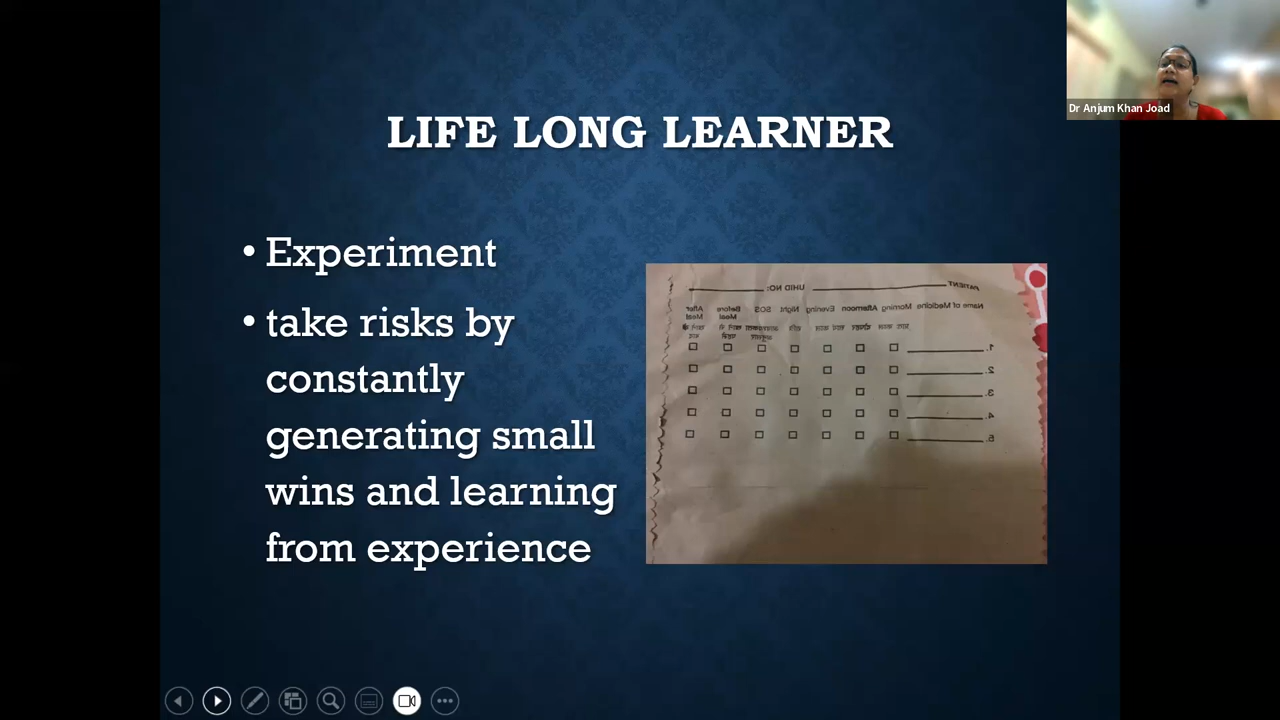 Dr Anjum Khan Joad
LIFE LONG LEARNER
• Experiment
• take risks by
constantly
generating small
wins and learning
from experience
PATIENT UHID NO:
Name of Medicine Morning Afternoon Evening Night SOS Before Meal After Meal
1.
2.
3.
4.
5.